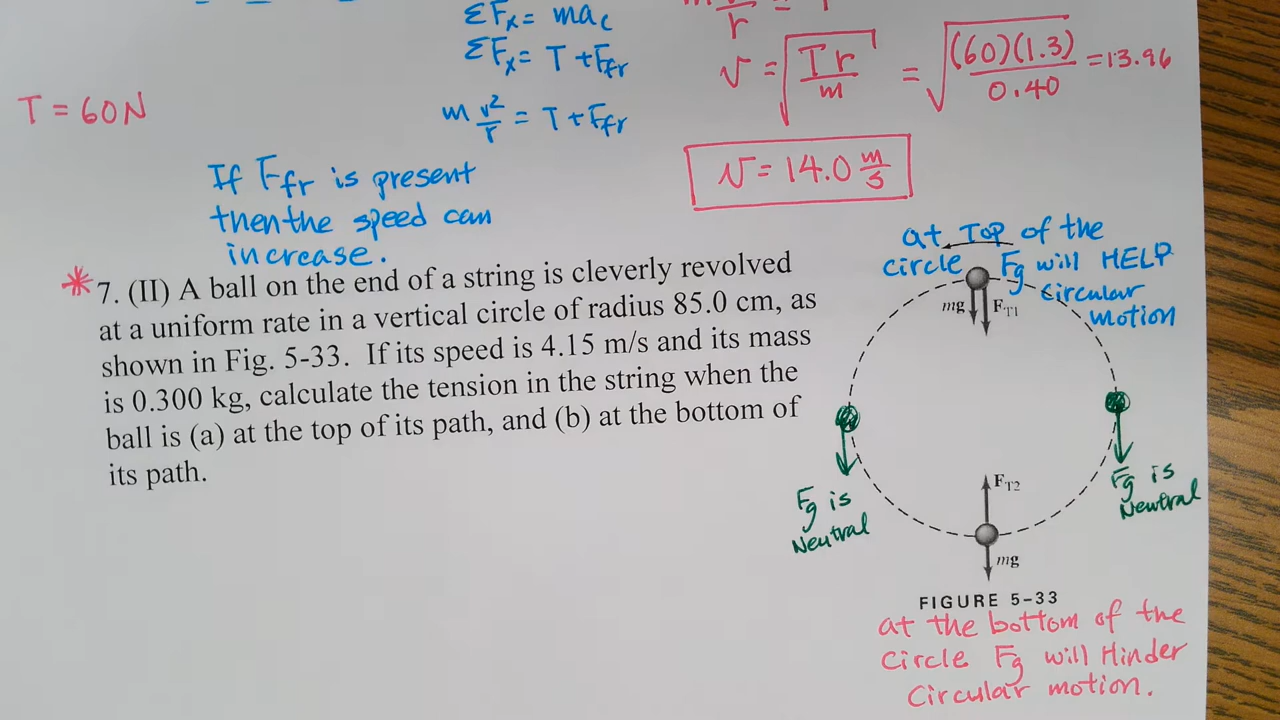 ΣFx = mac
ΣFx = T + Ffr
m v²/r = T + Ffr
T = 60N
If Ffr is present
then the speed can
increase.
v = √(Tr/m) = √((60)(1.3)/0.40) = 13.96
v = 14.0 m/s
* 7. (II) A ball on the end of a string is cleverly revolved
at a uniform rate in a vertical circle of radius 85.0 cm, as
shown in Fig. 5-33. If its speed is 4.15 m/s and its mass
is 0.300 kg, calculate the tension in the string when the
ball is (a) at the top of its path, and (b) at the bottom of
its path.
at TOP of the
circle Fg will HELP
circular
motion
mg
FT1
Fg is
Neutral
Fg is
Newtral
FT2
mg
FIGURE 5-33
at the bottom of the
circle Fg will Hinder
Circular motion.